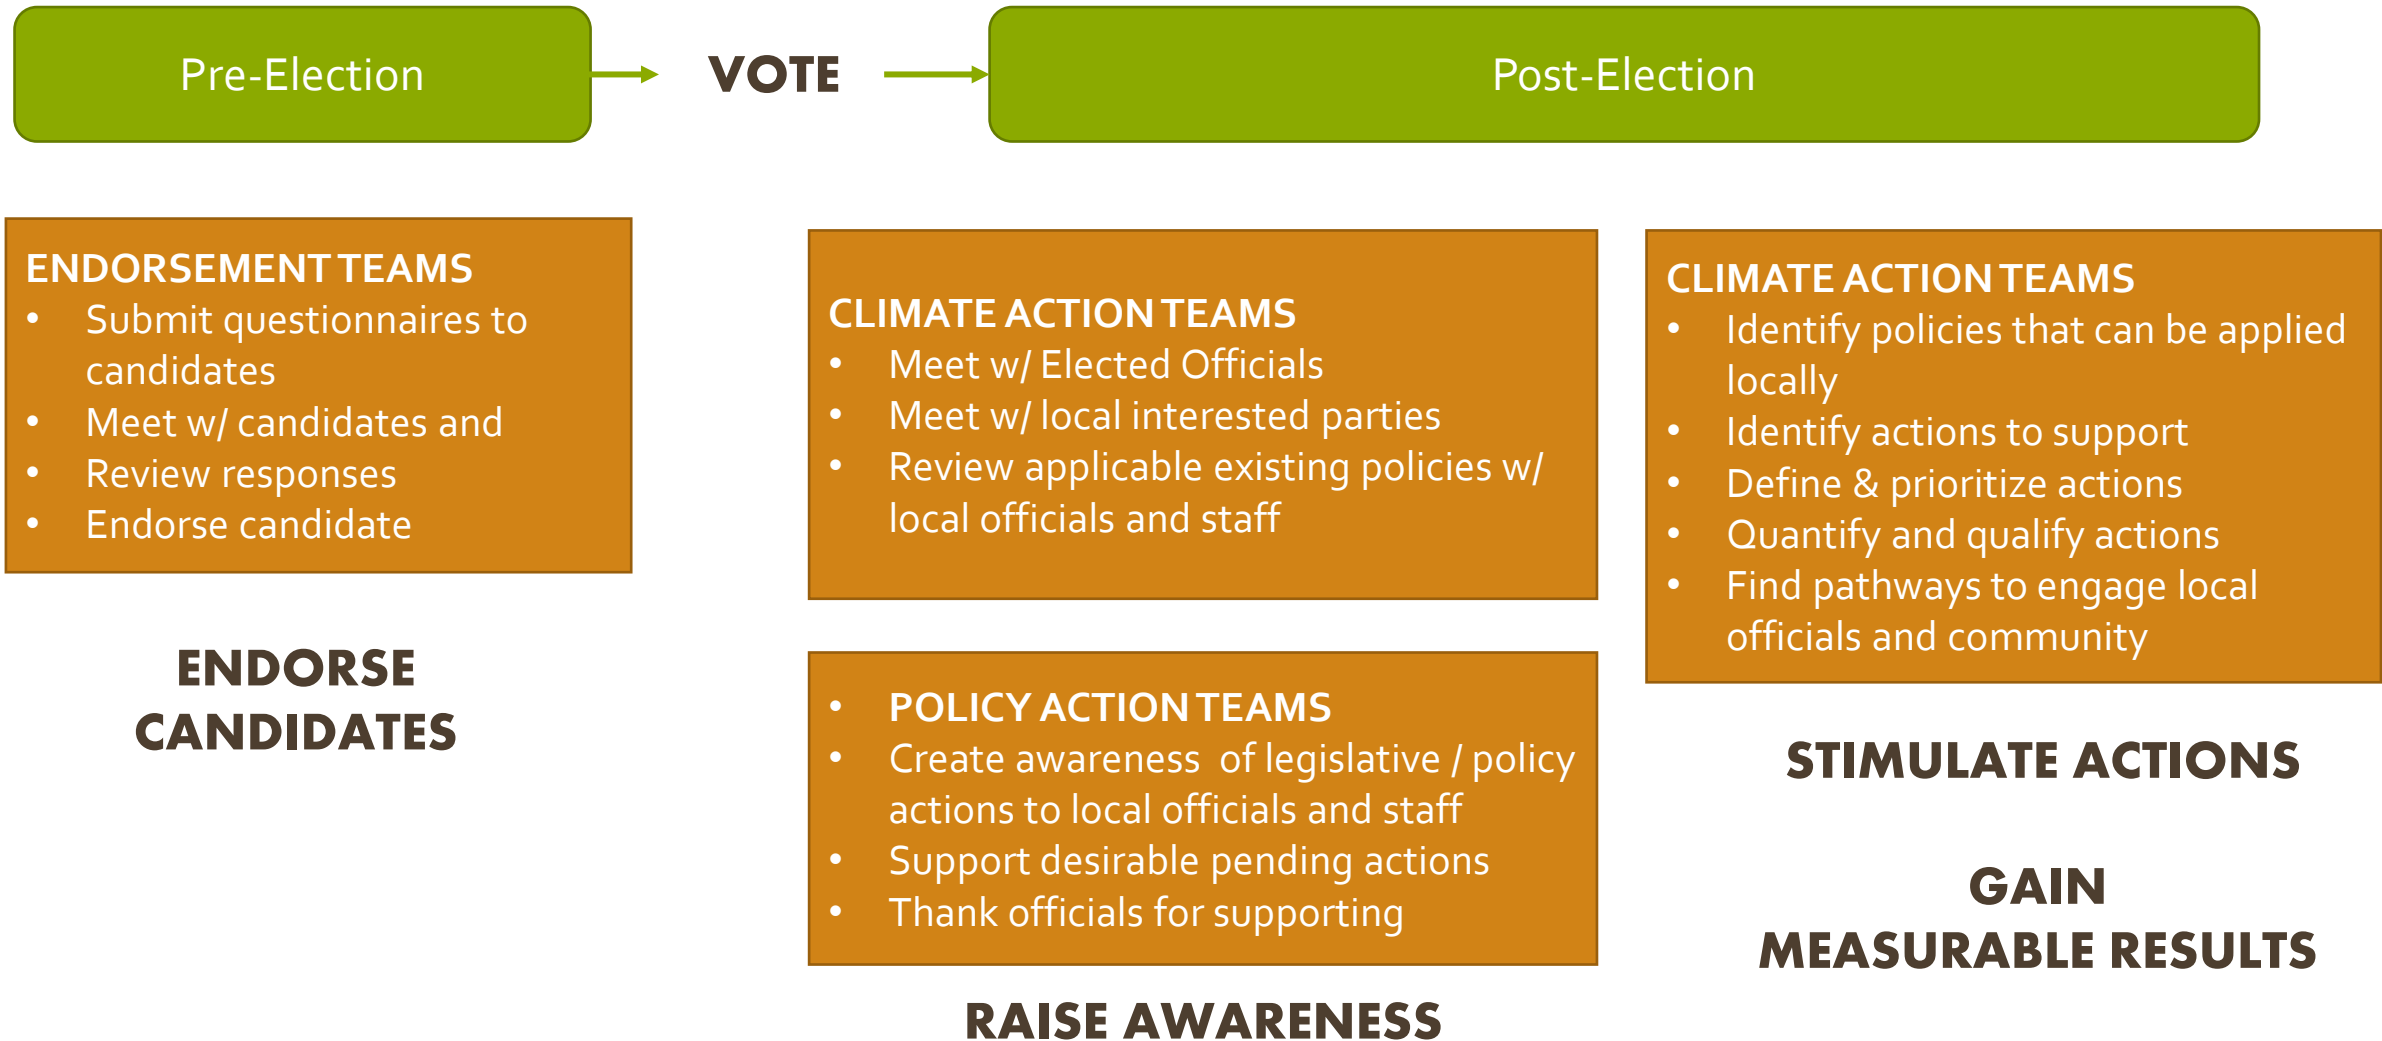 Pre-Election
VOTE
Post-Election
ENDORSEMENT TEAMS
• Submit questionnaires to
candidates
• Meet w/ candidates and
• Review responses
• Endorse candidate
ENDORSE
CANDIDATES
CLIMATE ACTION TEAMS
• Meet w/ Elected Officials
• Meet w/ local interested parties
• Review applicable existing policies w/
local officials and staff
• POLICY ACTION TEAMS
• Create awareness  of legislative / policy
actions to local officials and staff
• Support desirable pending actions
• Thank officials for supporting
RAISE AWARENESS
CLIMATE ACTION TEAMS
• Identify policies that can be applied
locally
• Identify actions to support
• Define & prioritize actions
• Quantify and qualify actions
• Find pathways to engage local
officials and community
STIMULATE ACTIONS
GAIN
MEASURABLE RESULTS